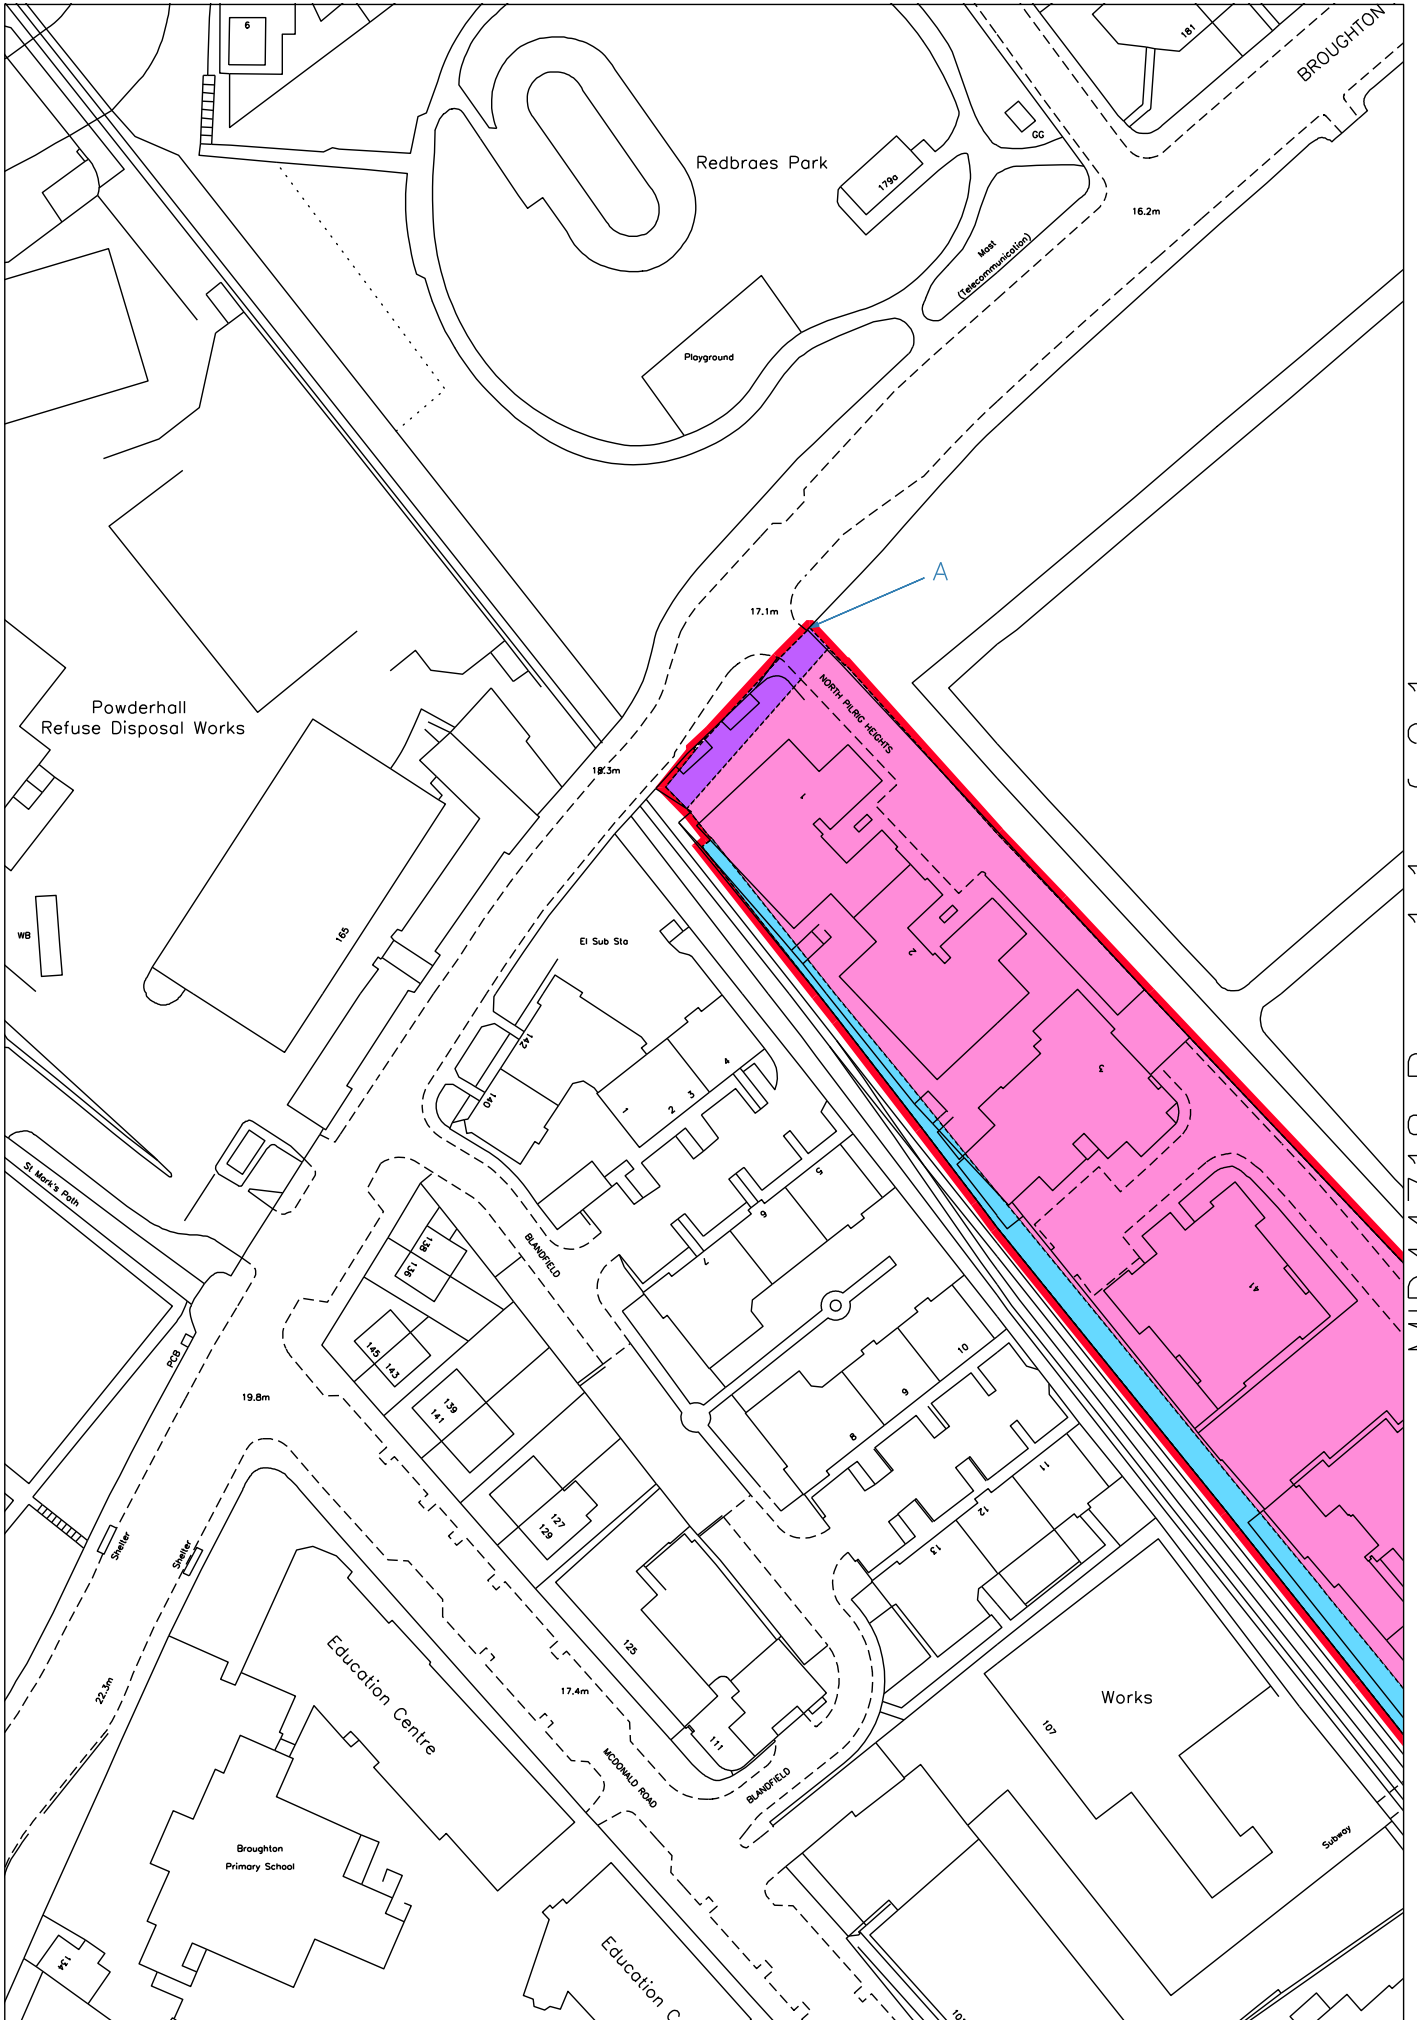 6
181
BROUGHTON
GG
Redbraes Park
179a
16.2m
Mast
(Telecommunication)
Playground
A
17.1m
NORTH PILRIG HEIGHTS
Powderhall
Refuse Disposal Works
18.3m
1
WB
165
El Sub Sta
2
142
4
3
3
2
1
140
St Mark's Path
5
6
BLANDFIELD
138
136
7
41
PCB
145
143
10
19.8m
139
141
9
8
11
12
127
129
Shelter
Shelter
13
125
Education Centre
22.3m
17.4m
Works
107
111
MCDONALD ROAD
BLANDFIELD
Subway
Broughton
Primary School
134
Education C